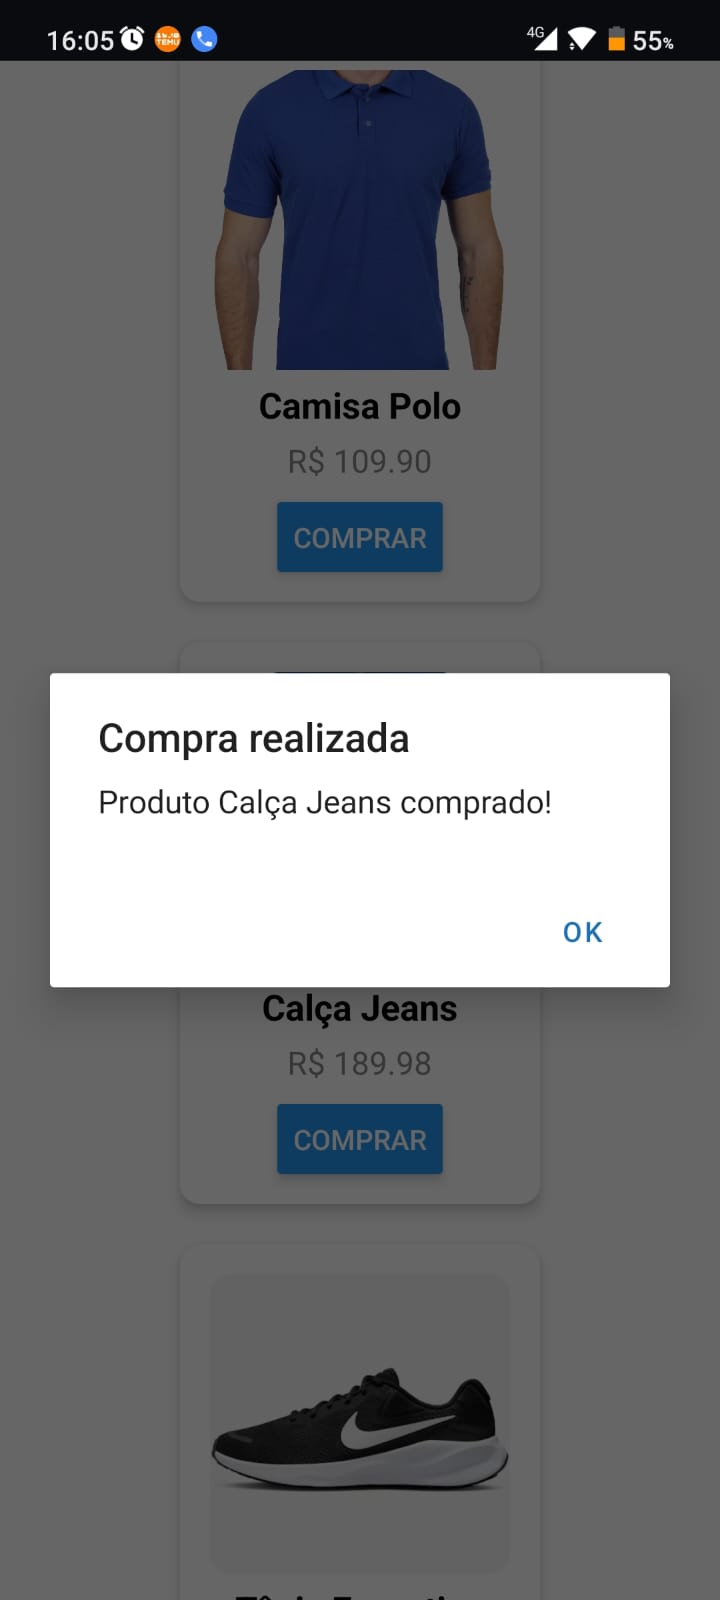 16:05 TEMU 4G 55%
Camisa Polo
R$ 109.90
COMPRAR
Compra realizada
Produto Calça Jeans comprado!
OK
Calça Jeans
R$ 189.98
COMPRAR